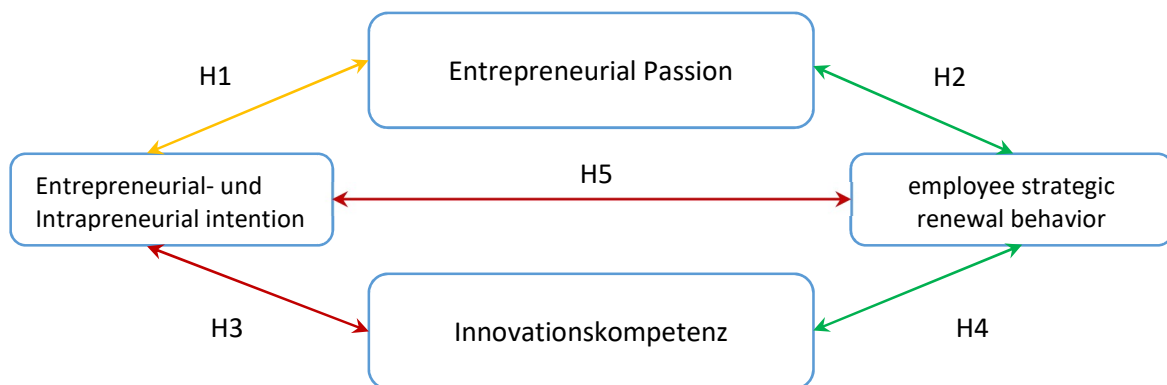 Entrepreneurial Passion
H1
H2
Entrepreneurial- und
Intrapreneurial intention
H5
employee strategic
renewal behavior
H3
Innovationskompetenz
H4